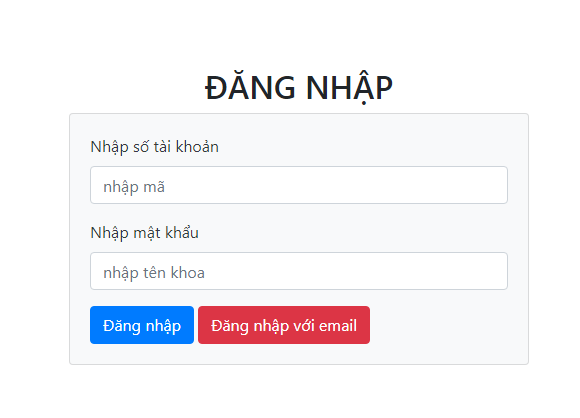 ĐĂNG NHẬP
Nhập số tài khoản
nhập mã
Nhập mật khẩu
nhập tên khoa
Đăng nhập Đăng nhập với email